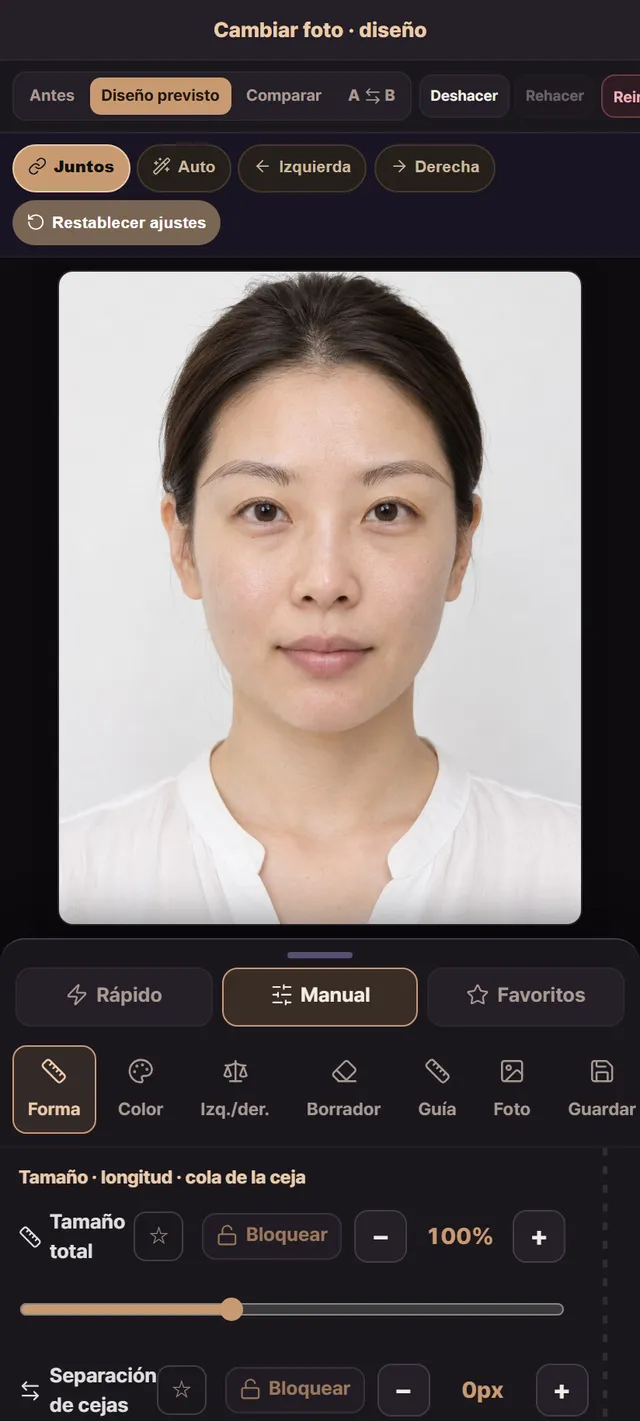 Cambiar foto · diseño
Antes Diseño previsto Comparar A ⇆ B Deshacer Rehacer Rein
Juntos Auto ← Izquierda → Derecha
Restablecer ajustes
Rápido Manual Favoritos
Forma Color Izq./der. Borrador Guía Foto Guardar
Tamaño · longitud · cola de la ceja
Tamaño total ☆ Bloquear − 100% +
Separación de cejas ☆ Bloquear − 0px +